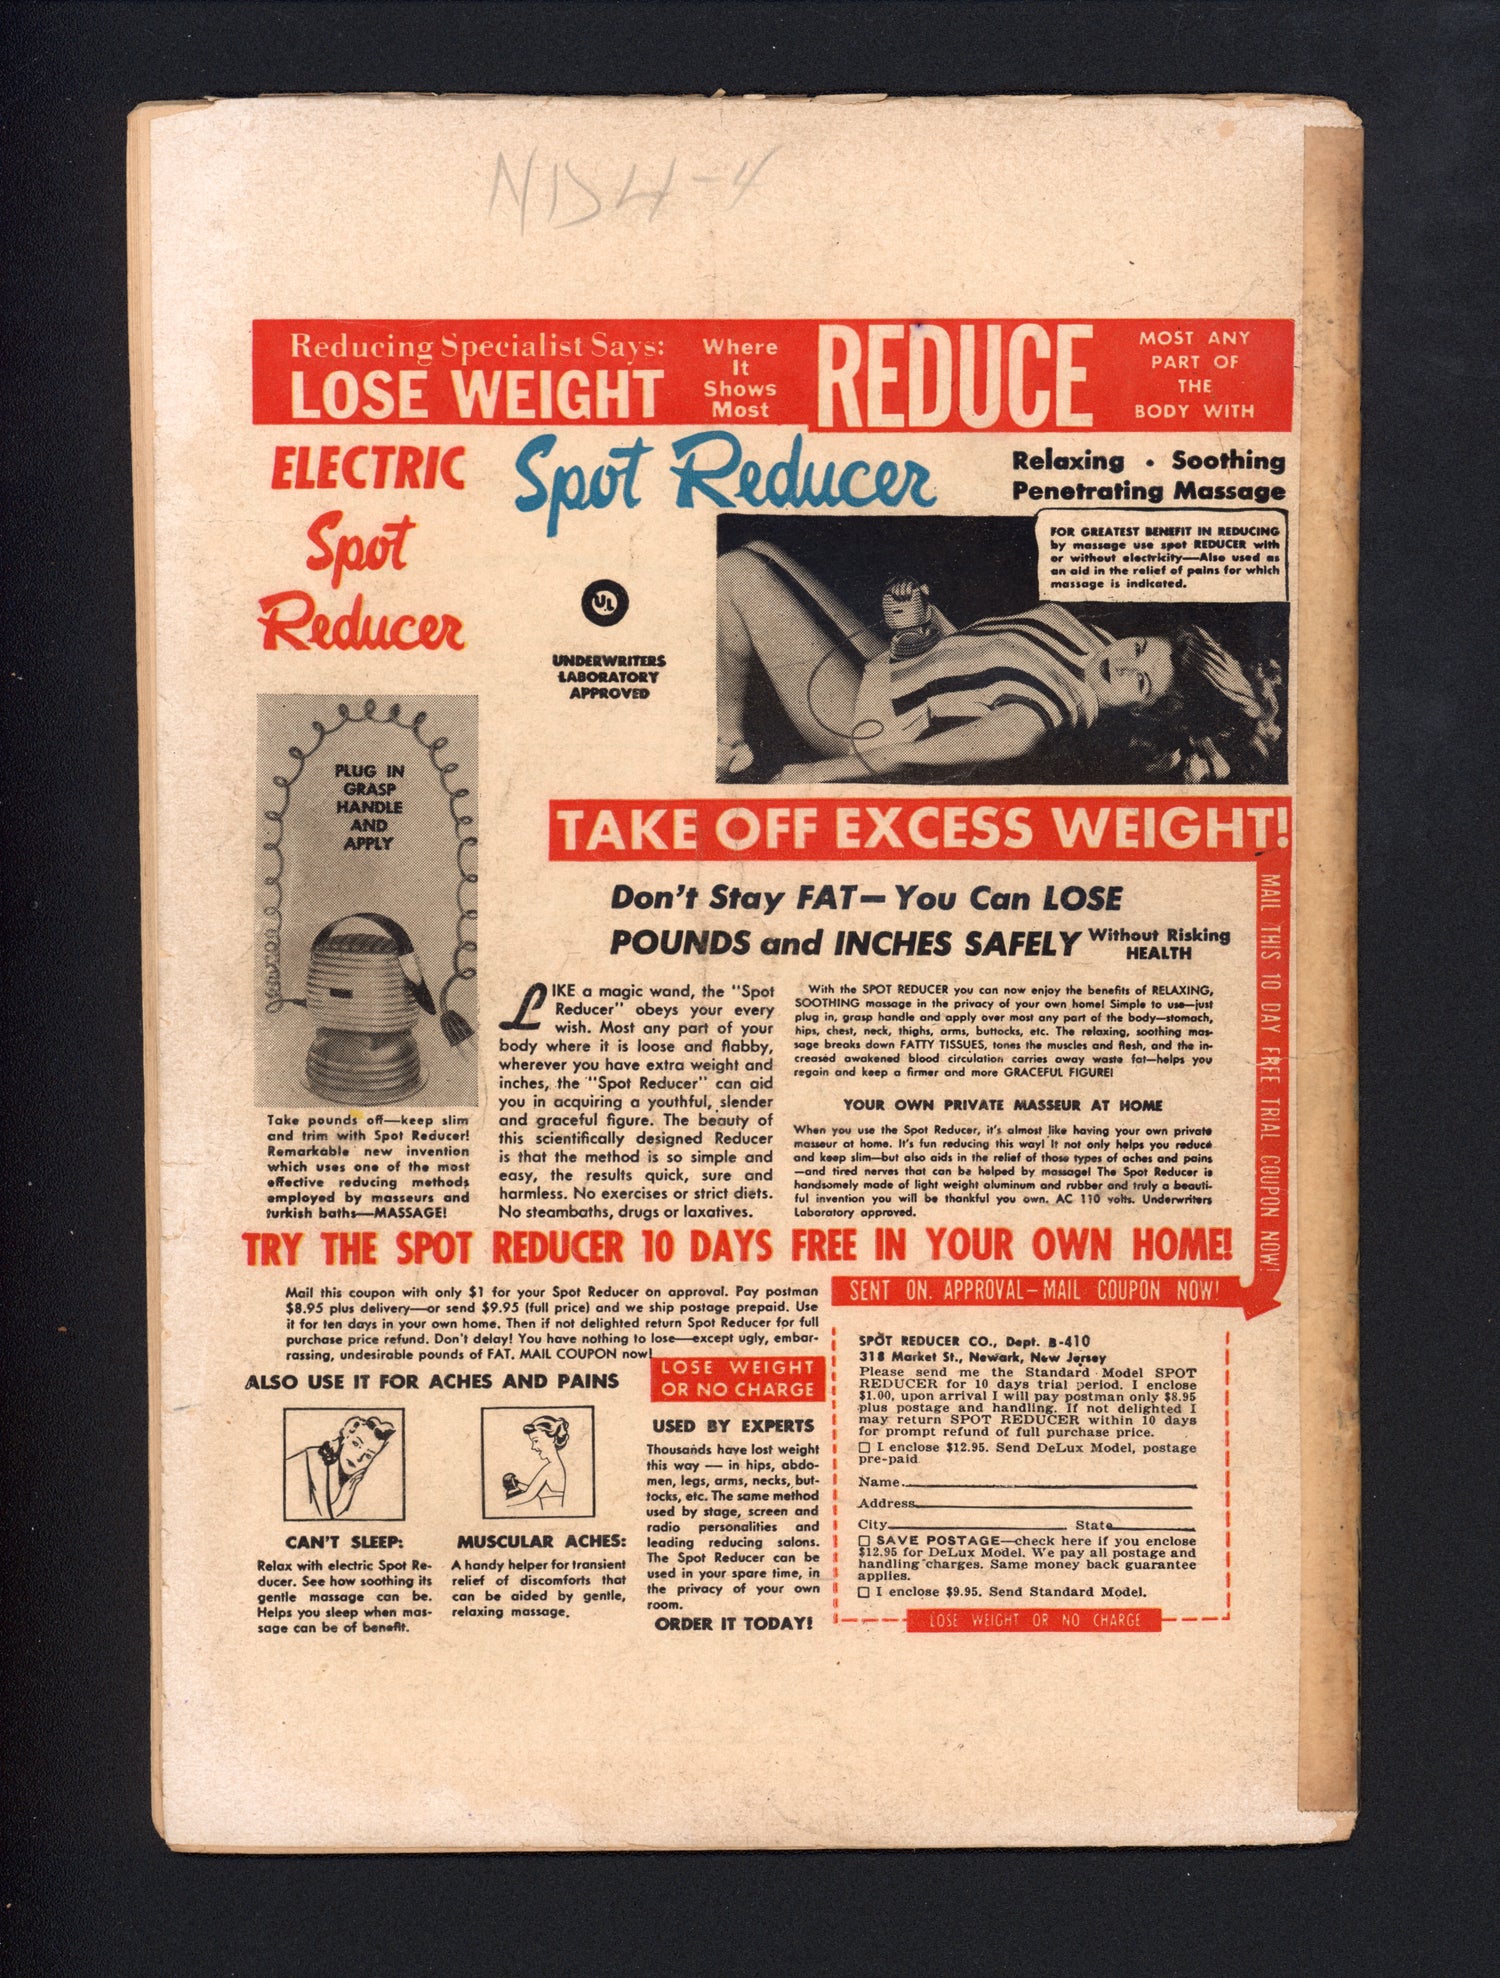 Reducing Specialist Says:
LOSE WEIGHT
Where
It
Shows
Most
REDUCE
MOST ANY
PART OF
THE
BODY WITH
ELECTRIC
Spot
Reducer
Spot Reducer
Relaxing • Soothing
Penetrating Massage
UL
UNDERWRITERS
LABORATORY
APPROVED
FOR GREATEST BENEFIT IN REDUCING
by massage use spot REDUCER with
or without electricity—Also used as
an aid in the relief of pains for which
massage is indicated.
PLUG IN
GRASP
HANDLE
AND
APPLY
Take pounds off—keep slim
and trim with Spot Reducer!
Remarkable new invention
which uses one of the most
effective reducing methods
employed by masseurs and
turkish baths—MASSAGE!
TAKE OFF EXCESS WEIGHT!
Don't Stay FAT— You Can LOSE
POUNDS and INCHES SAFELY Without Risking
HEALTH
LIKE a magic wand, the "Spot
Reducer" obeys your every
wish. Most any part of your
body where it is loose and flabby,
wherever you have extra weight and
inches, the "Spot Reducer" can aid
you in acquiring a youthful, slender
and graceful figure. The beauty of
this scientifically designed Reducer
is that the method is so simple and
easy, the results quick, sure and
harmless. No exercises or strict diets.
No steambaths, drugs or laxatives.
With the SPOT REDUCER you can now enjoy the benefits of RELAXING,
SOOTHING massage in the privacy of your own home! Simple to use—just
plug in, grasp handle and apply over most any part of the body—stomach,
hips, chest, neck, thighs, arms, buttocks, etc. The relaxing, soothing mas-
sage breaks down FATTY TISSUES, tones the muscles and flesh, and the in-
creased awakened blood circulation carries away waste fat—helps you
regain and keep a firmer and more GRACEFUL FIGURE!
YOUR OWN PRIVATE MASSEUR AT HOME
When you use the Spot Reducer, it's almost like having your own private
masseur at home. It's fun reducing this way! It not only helps you reduce
and keep slim—but also aids in the relief of those types of aches and pains
—and tired nerves that can be helped by massage! The Spot Reducer is
handsomely made of light weight aluminum and rubber and truly a beauti-
ful invention you will be thankful you own. AC 110 volts. Underwriters
Laboratory approved.
MAIL THIS 10 DAY FREE TRIAL COUPON NOW!
TRY THE SPOT REDUCER 10 DAYS FREE IN YOUR OWN HOME!
Mail this coupon with only $1 for your Spot Reducer on approval. Pay postman
$8.95 plus delivery—or send $9.95 (full price) and we ship postage prepaid. Use
it for ten days in your own home. Then if not delighted return Spot Reducer for full
purchase price refund. Don't delay! You have nothing to lose—except ugly, embar-
rassing, undesirable pounds of FAT. MAIL COUPON now!
ALSO USE IT FOR ACHES AND PAINS
CAN'T SLEEP:
Relax with electric Spot Re-
ducer. See how soothing its
gentle massage can be.
Helps you sleep when mas-
sage can be of benefit.
MUSCULAR ACHES:
A handy helper for transient
relief of discomforts that
can be aided by gentle,
relaxing massage.
LOSE WEIGHT
OR NO CHARGE
USED BY EXPERTS
Thousands have lost weight
this way — in hips, abdo-
men, legs, arms, necks, but-
tocks, etc. The same method
used by stage, screen and
radio personalities and
leading reducing salons.
The Spot Reducer can be
used in your spare time, in
the privacy of your own
room.
ORDER IT TODAY!
SENT ON APPROVAL—MAIL COUPON NOW!
SPOT REDUCER CO., Dept. B-410
318 Market St., Newark, New Jersey
Please send me the Standard Model SPOT
REDUCER for 10 days trial period. I enclose
$1.00, upon arrival I will pay postman only $8.95
plus postage and handling. If not delighted I
may return SPOT REDUCER within 10 days
for prompt refund of full purchase price.
☐ I enclose $12.95. Send DeLux Model, postage
pre-paid
Name
Address
City State
☐ SAVE POSTAGE—check here if you enclose
$12.95 for DeLux Model. We pay all postage and
handling charges. Same money back guarantee
applies.
☐ I enclose $9.95. Send Standard Model.
LOSE WEIGHT OR NO CHARGE